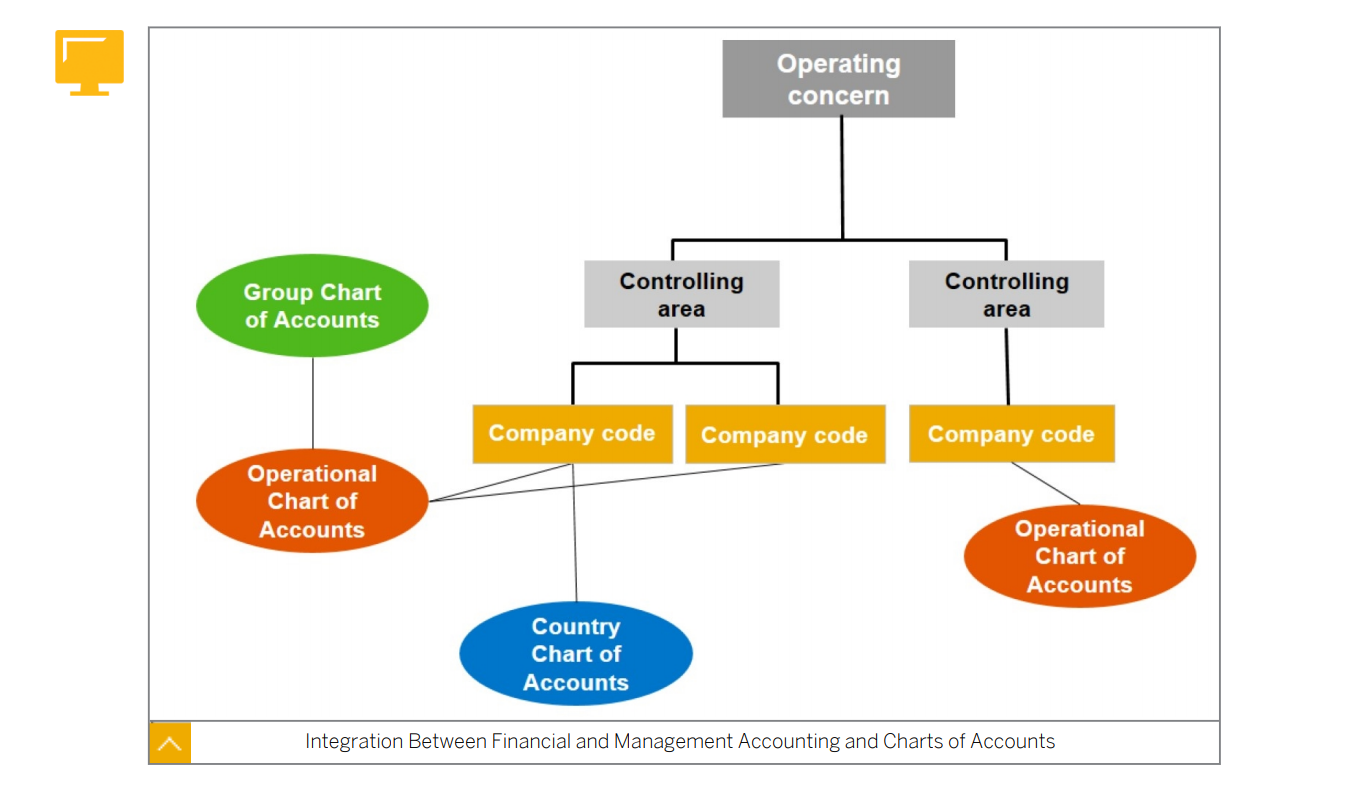 Operating
concern
Controlling
area
Controlling
area
Group Chart
of Accounts
Company code
Company code
Company code
Operational
Chart of
Accounts
Operational
Chart of
Accounts
Country
Chart of
Accounts
Integration Between Financial and Management Accounting and Charts of Accounts